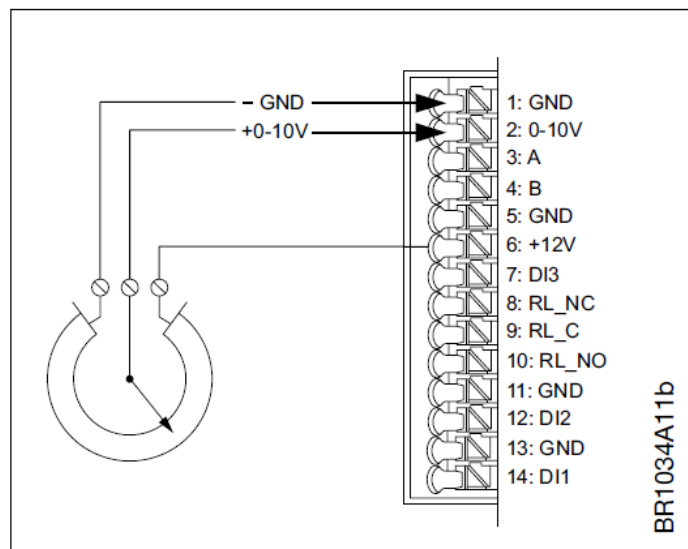 – GND
+0-10V
1: GND
2: 0-10V
3: A
4: B
5: GND
6: +12V
7: DI3
8: RL_NC
9: RL_C
10: RL_NO
11: GND
12: DI2
13: GND
14: DI1
BR1034A11b